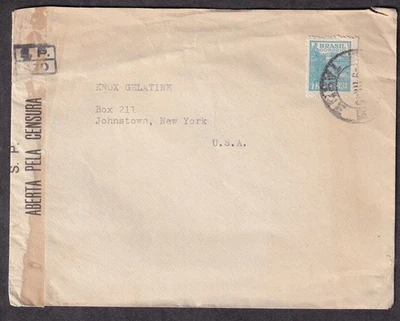 S. P.
BRASIL
KNOX GELATINE
Box 211
Johnstown, New York
U.S.A.
S. P.
ABERTA PELA CENSURA